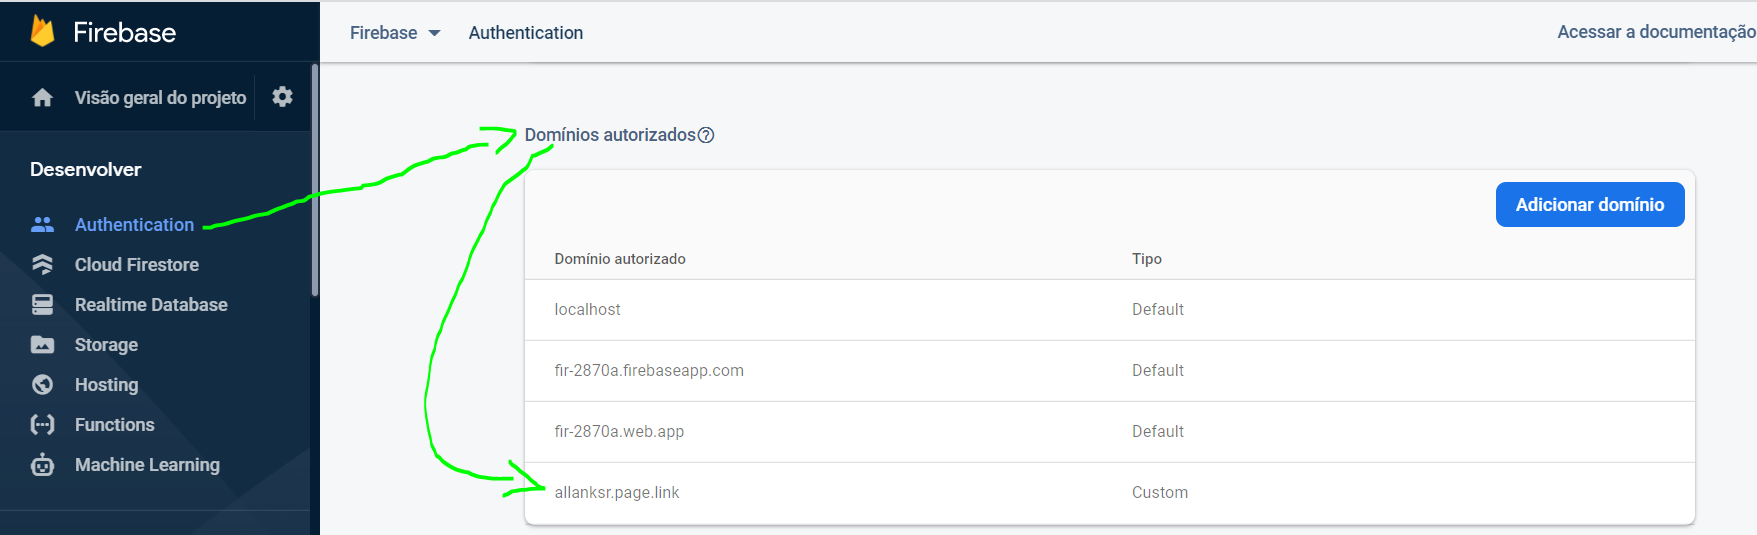 Firebase
Firebase Authentication
Acessar a documentação
Visão geral do projeto
Desenvolver
Authentication
Cloud Firestore
Realtime Database
Storage
Hosting
Functions
Machine Learning
Domínios autorizados
Adicionar domínio
Domínio autorizado Tipo
localhost Default
fir-2870a.firebaseapp.com Default
fir-2870a.web.app Default
allanksr.page.link Custom